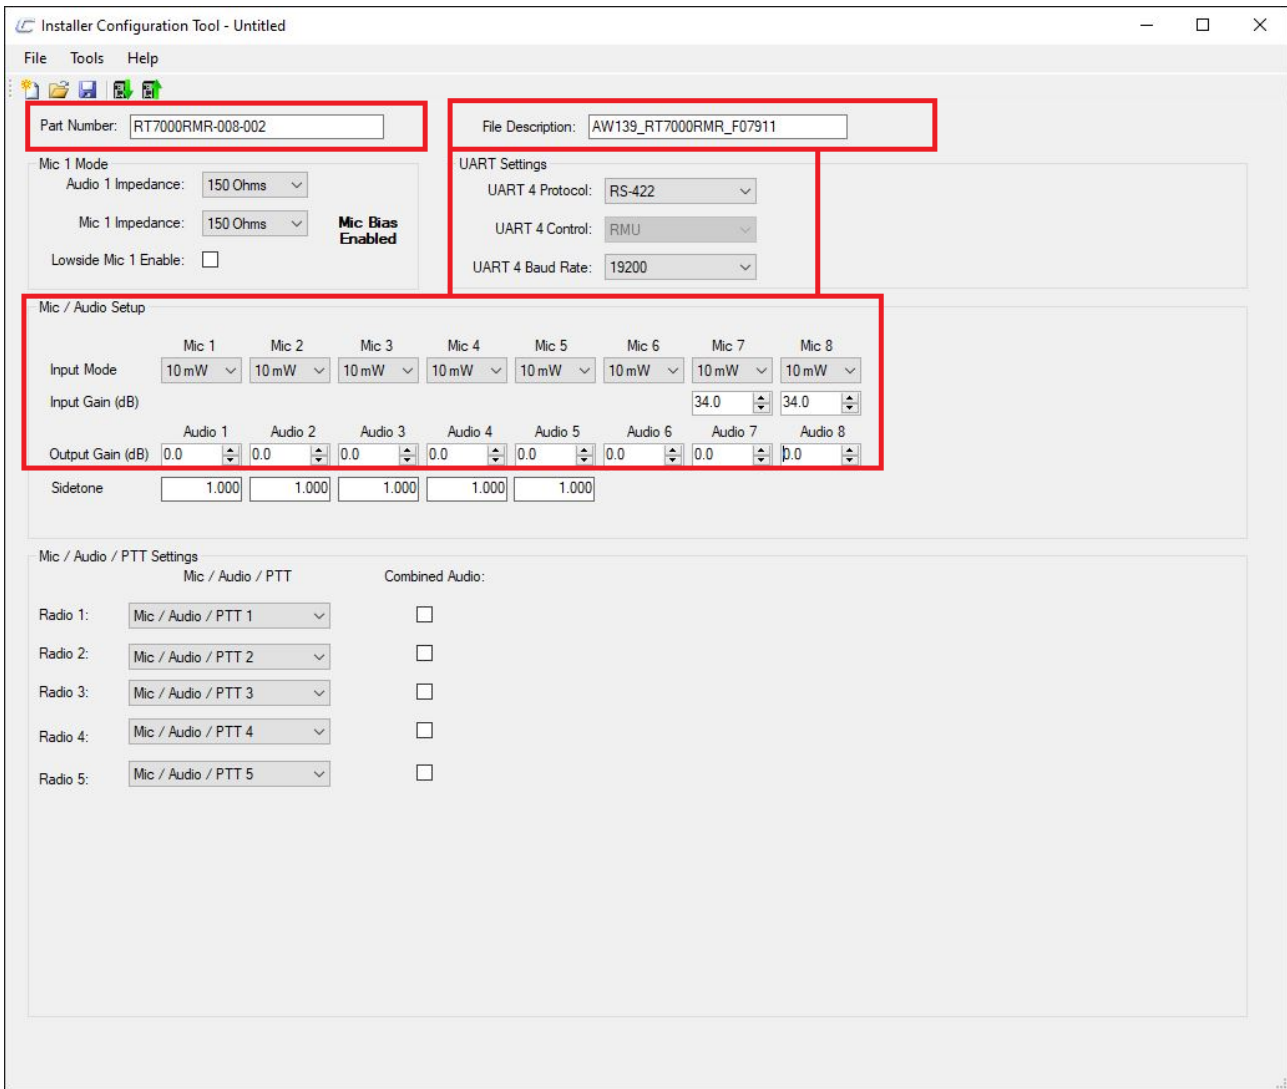 Installer Configuration Tool - Untitled
File Tools Help
Part Number: RT7000RMR-008-002
File Description: AW139_RT7000RMR_F07911
Mic 1 Mode
Audio 1 Impedance: 150 Ohms
Mic 1 Impedance: 150 Ohms
Mic Bias
Enabled
Lowside Mic 1 Enable:
UART Settings
UART 4 Protocol: RS-422
UART 4 Control: RMU
UART 4 Baud Rate: 19200
Mic / Audio Setup
Mic 1 Mic 2 Mic 3 Mic 4 Mic 5 Mic 6 Mic 7 Mic 8
Input Mode 10 mW 10 mW 10 mW 10 mW 10 mW 10 mW 10 mW 10 mW
Input Gain (dB) 34.0 34.0
Audio 1 Audio 2 Audio 3 Audio 4 Audio 5 Audio 6 Audio 7 Audio 8
Output Gain (dB) 0.0 0.0 0.0 0.0 0.0 0.0 0.0 0.0
Sidetone 1.000 1.000 1.000 1.000 1.000
Mic / Audio / PTT Settings
Mic / Audio / PTT Combined Audio:
Radio 1: Mic / Audio / PTT 1
Radio 2: Mic / Audio / PTT 2
Radio 3: Mic / Audio / PTT 3
Radio 4: Mic / Audio / PTT 4
Radio 5: Mic / Audio / PTT 5